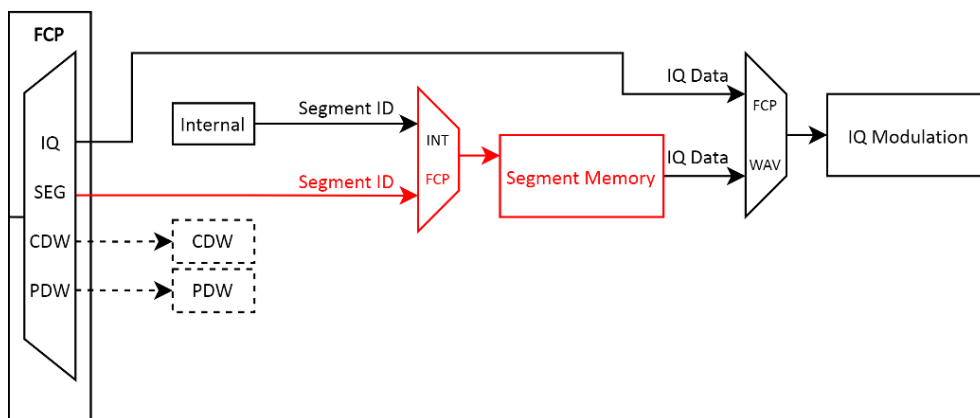 FCP
IQ
SEG
CDW
PDW
Internal
Segment ID
Segment ID
CDW
PDW
INT
FCP
Segment Memory
IQ Data
IQ Data
FCP
WAV
IQ Modulation